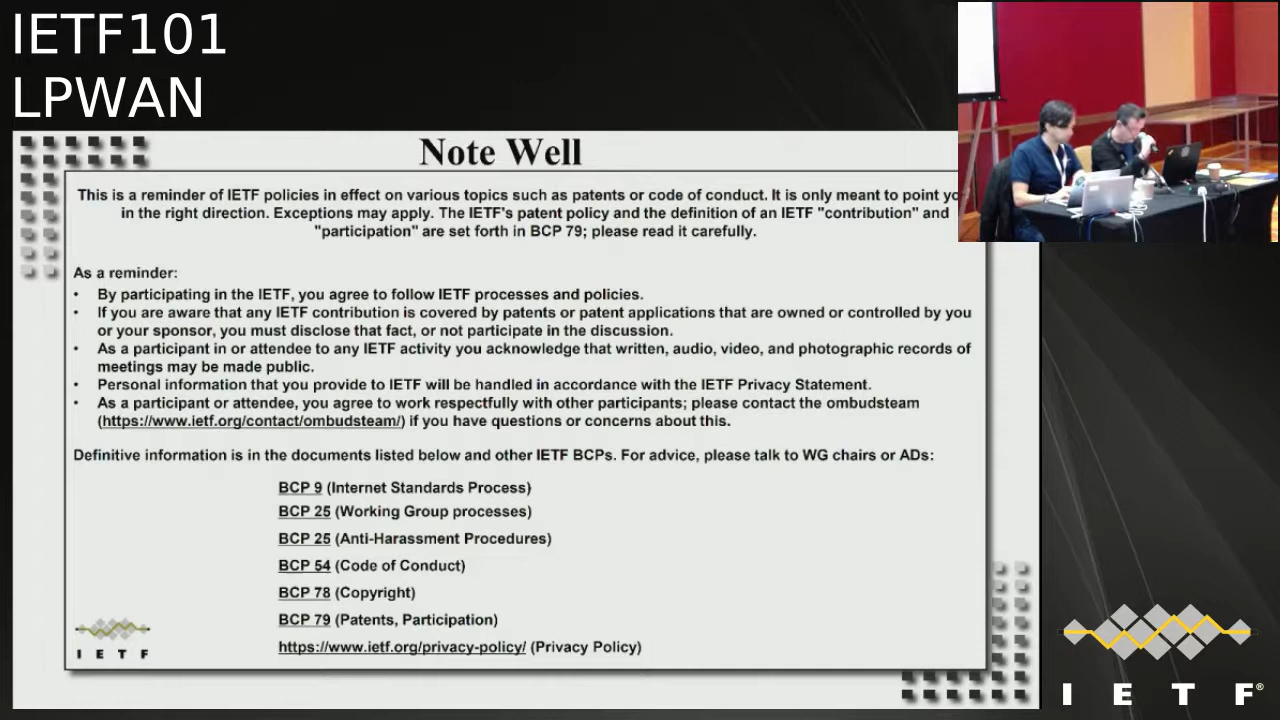 IETF101
LPWAN
Note Well
This is a reminder of IETF policies in effect on various topics such as patents or code of conduct. It is only meant to point
in the right direction. Exceptions may apply. The IETF's patent policy and the definition of an IETF "contribution" and
"participation" are set forth in BCP 79; please read it carefully.
As a reminder:
• By participating in the IETF, you agree to follow IETF processes and policies.
• If you are aware that any IETF contribution is covered by patents or patent applications that are owned or controlled by you
or your sponsor, you must disclose that fact, or not participate in the discussion.
• As a participant in or attendee to any IETF activity you acknowledge that written, audio, video, and photographic records of
meetings may be made public.
• Personal information that you provide to IETF will be handled in accordance with the IETF Privacy Statement.
• As a participant or attendee, you agree to work respectfully with other participants; please contact the ombudsteam
(https://www.ietf.org/contact/ombudsteam/) if you have questions or concerns about this.
Definitive information is in the documents listed below and other IETF BCPs. For advice, please talk to WG chairs or ADs:
BCP 9 (Internet Standards Process)
BCP 25 (Working Group processes)
BCP 25 (Anti-Harassment Procedures)
BCP 54 (Code of Conduct)
BCP 78 (Copyright)
BCP 79 (Patents, Participation)
https://www.ietf.org/privacy-policy/ (Privacy Policy)
I E T F
I E T F®